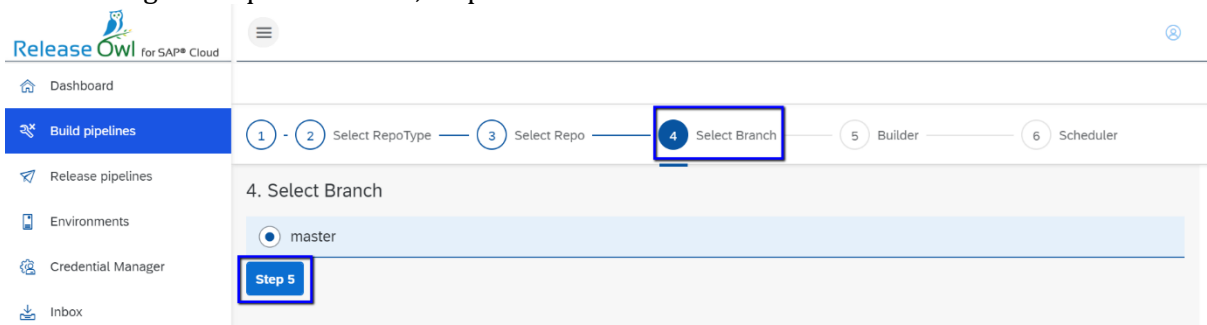 Release Owl for SAP® Cloud
Dashboard
Build pipelines
Release pipelines
Environments
Credential Manager
Inbox
1 - 2 Select RepoType 3 Select Repo 4 Select Branch 5 Builder 6 Scheduler
4. Select Branch
master
Step 5